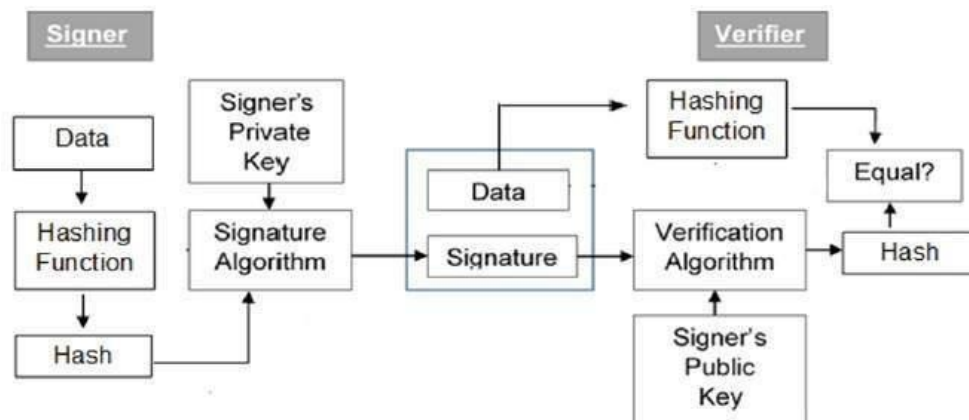 Signer
Verifier
Signer's
Private
Key
Hashing
Function
Data
Equal?
Data
Hashing
Function
Signature
Algorithm
Signature
Verification
Algorithm
Hash
Hash
Signer's
Public
Key